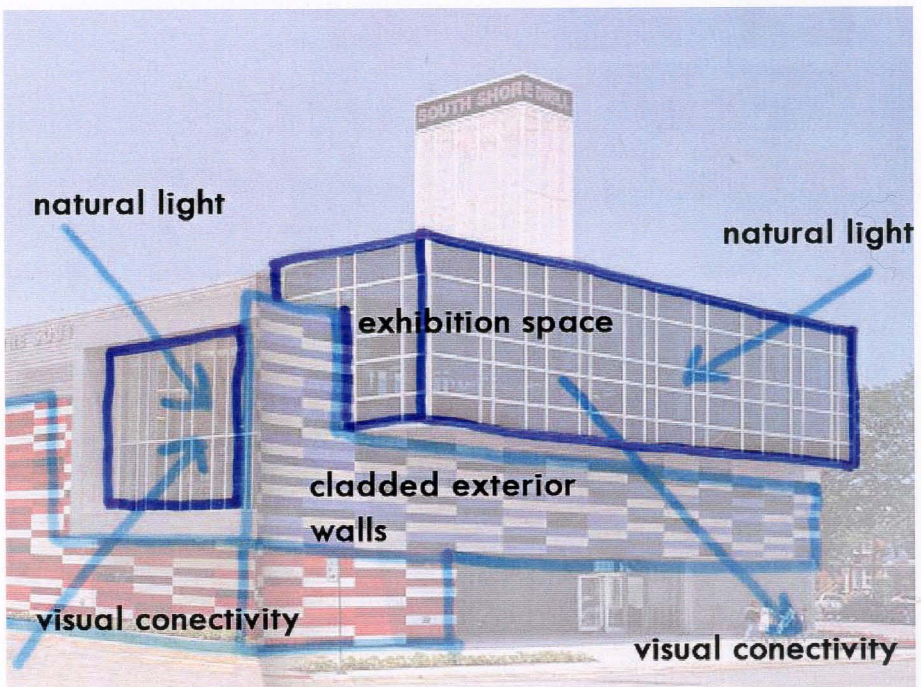 SOUTH SHORE DRILL
natural light
natural light
exhibition space
cladded exterior
walls
visual conectivity
visual conectivity